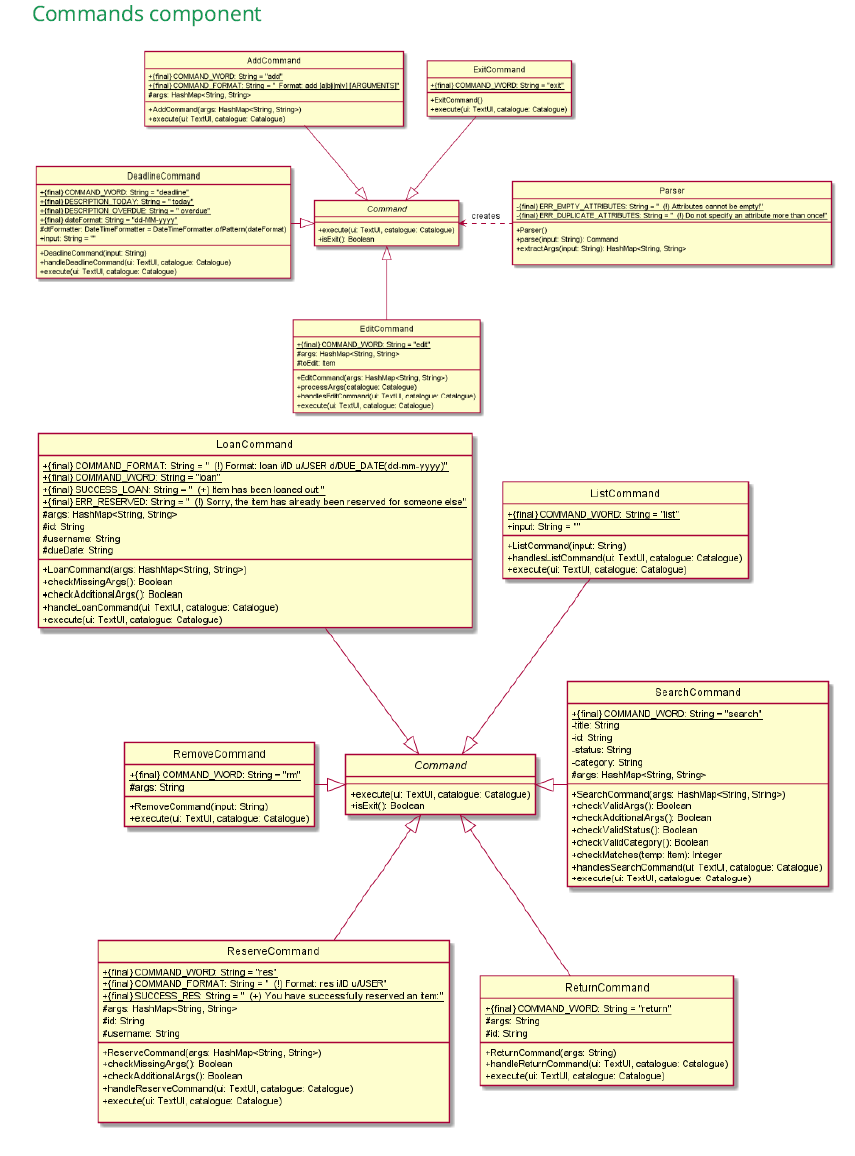 Commands component
AddCommand
+{final} COMMAND_WORD: String = "add"
+{final} COMMAND_FORMAT: String = " Format: add [a|b|m|v] [ARGUMENTS]"
#args: HashMap<String, String>
+AddCommand(args: HashMap<String, String>)
+execute(ui: TextUI, catalogue: Catalogue)
ExitCommand
+{final} COMMAND_WORD: String = "exit"
+ExitCommand()
+execute(ui: TextUI, catalogue: Catalogue)
DeadlineCommand
+{final} COMMAND_WORD: String = "deadline"
+{final} DESCRIPTION_TODAY: String = " today"
+{final} DESCRIPTION_OVERDUE: String = " overdue"
+{final} dateFormat: String = "dd-MM-yyyy"
#dtFormatter: DateTimeFormatter = DateTimeFormatter.ofPattern(dateFormat)
+input: String = ""
+DeadlineCommand(input: String)
+handleDeadlineCommand(ui: TextUI, catalogue: Catalogue)
+execute(ui: TextUI, catalogue: Catalogue)
Command
+execute(ui: TextUI, catalogue: Catalogue)
+isExit(): Boolean
creates
Parser
-{final} ERR_EMPTY_ATTRIBUTES: String = " (!) Attributes cannot be empty!"
-{final} ERR_DUPLICATE_ATTRIBUTES: String = " (!) Do not specify an attribute more than once!"
+Parser()
+parse(input: String): Command
+extractArgs(input: String): HashMap<String, String>
EditCommand
+{final} COMMAND_WORD: String = "edit"
#args: HashMap<String, String>
#toEdit: Item
+EditCommand(args: HashMap<String, String>)
+processArgs(catalogue: Catalogue)
+handlesEditCommand(ui: TextUI, catalogue: Catalogue)
+execute(ui: TextUI, catalogue: Catalogue)
LoanCommand
+{final} COMMAND_FORMAT: String = " (!) Format: loan i/ID u/USER d/DUE_DATE(dd-mm-yyyy)"
+{final} COMMAND_WORD: String = "loan"
+{final} SUCCESS_LOAN: String = " (+) Item has been loaned out:"
+{final} ERR_RESERVED: String = " (!) Sorry, the item has already been reserved for someone else"
#args: HashMap<String, String>
#id: String
#username: String
#dueDate: String
+LoanCommand(args: HashMap<String, String>)
+checkMissingArgs(): Boolean
+checkAdditionalArgs(): Boolean
+handleLoanCommand(ui: TextUI, catalogue: Catalogue)
+execute(ui: TextUI, catalogue: Catalogue)
ListCommand
+{final} COMMAND_WORD: String = "list"
+input: String = ""
+ListCommand(input: String)
+handlesListCommand(ui: TextUI, catalogue: Catalogue)
+execute(ui: TextUI, catalogue: Catalogue)
SearchCommand
+{final} COMMAND_WORD: String = "search"
-title: String
-id: String
-status: String
-category: String
#args: HashMap<String, String>
+SearchCommand(args: HashMap<String, String>)
+checkValidArgs(): Boolean
+checkAdditionalArgs(): Boolean
+checkValidStatus(): Boolean
+checkValidCategory(): Boolean
+checkMatches(temp: Item): Integer
+handlesSearchCommand(ui: TextUI, catalogue: Catalogue)
+execute(ui: TextUI, catalogue: Catalogue)
RemoveCommand
+{final} COMMAND_WORD: String = "rm"
#args: String
+RemoveCommand(input: String)
+execute(ui: TextUI, catalogue: Catalogue)
Command
+execute(ui: TextUI, catalogue: Catalogue)
+isExit(): Boolean
ReserveCommand
+{final} COMMAND_WORD: String = "res"
+{final} COMMAND_FORMAT: String = " (!) Format: res i/ID u/USER"
+{final} SUCCESS_RES: String = " (+) You have successfully reserved an item:"
#args: HashMap<String, String>
#id: String
#username: String
+ReserveCommand(args: HashMap<String, String>)
+checkMissingArgs(): Boolean
+checkAdditionalArgs(): Boolean
+handleReserveCommand(ui: TextUI, catalogue: Catalogue)
+execute(ui: TextUI, catalogue: Catalogue)
ReturnCommand
+{final} COMMAND_WORD: String = "return"
#args: String
#id: String
+ReturnCommand(args: String)
+handleReturnCommand(ui: TextUI, catalogue: Catalogue)
+execute(ui: TextUI, catalogue: Catalogue)